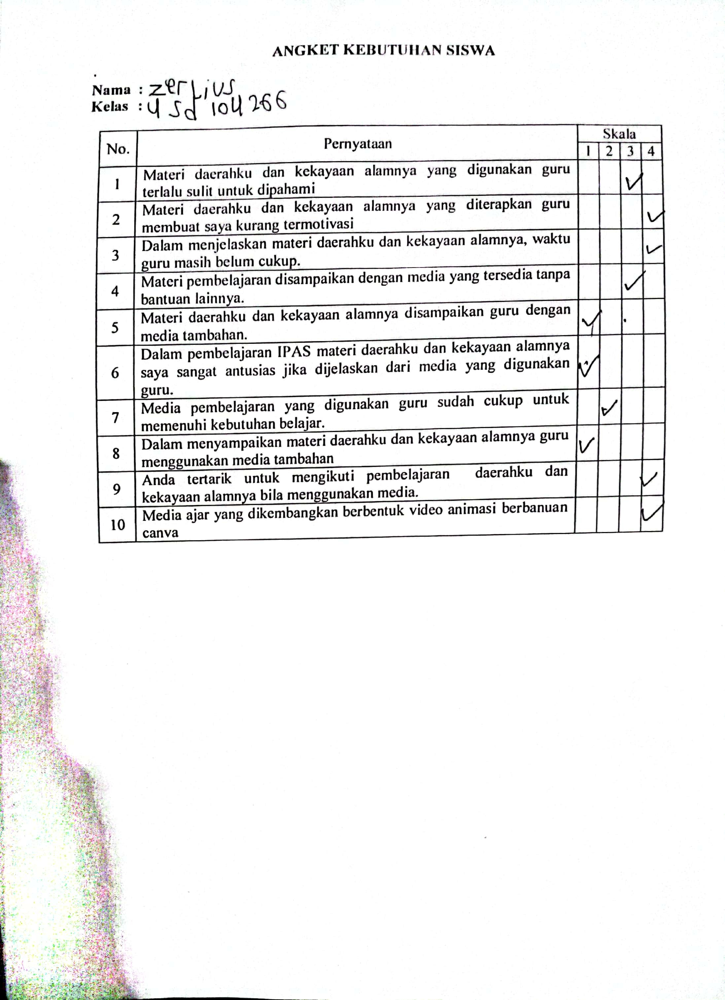 ANGKET KEBUTUHAN SISWA
Nama : zertius
Kelas : 4 Sd 104266
No. Pernyataan Skala
1 2 3 4
1 Materi daerahku dan kekayaan alamnya yang digunakan guru
terlalu sulit untuk dipahami ✓
2 Materi daerahku dan kekayaan alamnya yang diterapkan guru
membuat saya kurang termotivasi ✓
3 Dalam menjelaskan materi daerahku dan kekayaan alamnya, waktu
guru masih belum cukup. ✓
4 Materi pembelajaran disampaikan dengan media yang tersedia tanpa
bantuan lainnya. ✓
5 Materi daerahku dan kekayaan alamnya disampaikan guru dengan
media tambahan. ✓
6 Dalam pembelajaran IPAS materi daerahku dan kekayaan alamnya
saya sangat antusias jika dijelaskan dari media yang digunakan
guru. ✓
7 Media pembelajaran yang digunakan guru sudah cukup untuk
memenuhi kebutuhan belajar. ✓
8 Dalam menyampaikan materi daerahku dan kekayaan alamnya guru
menggunakan media tambahan ✓
9 Anda tertarik untuk mengikuti pembelajaran daerahku dan
kekayaan alamnya bila menggunakan media. ✓
10 Media ajar yang dikembangkan berbentuk video animasi berbanuan
canva ✓